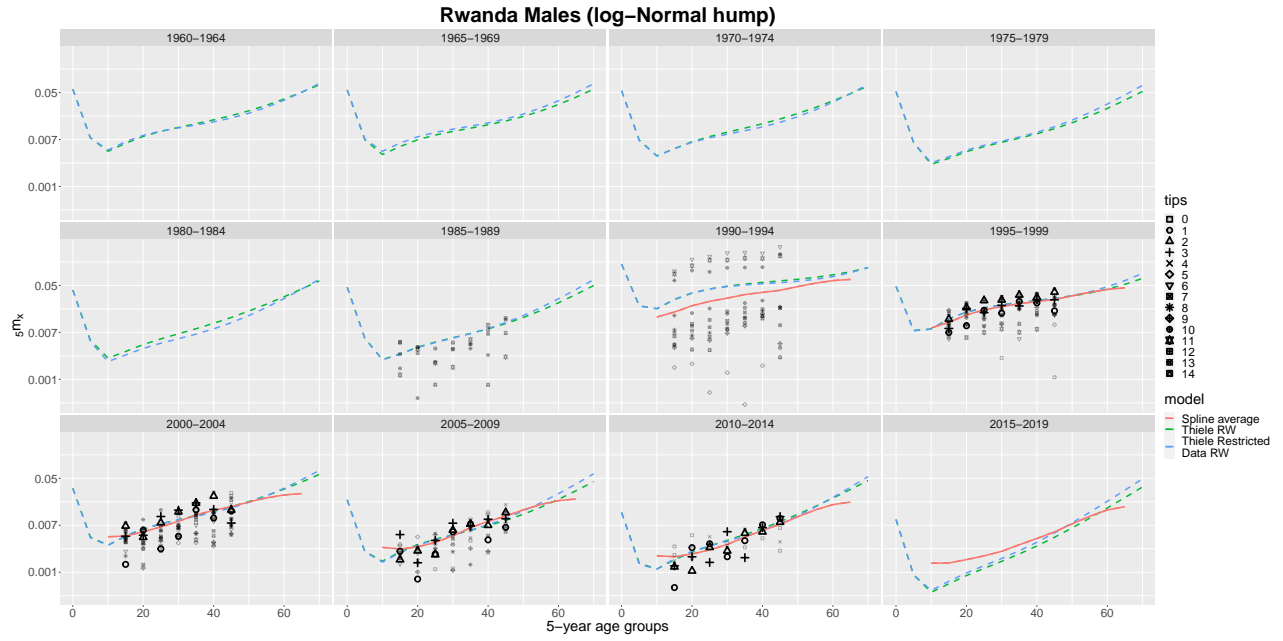 Rwanda Males (log−Normal hump)
1960−1964
1965−1969
1970−1974
1975−1979
0.05
0.007
0.001
1980−1984
1985−1989
1990−1994
1995−1999
0.05
0.007
0.001
2000−2004
2005−2009
2010−2014
2015−2019
0.05
0.007
0.001
0 20 40 60
0 20 40 60
0 20 40 60
0 20 40 60
5mx
5−year age groups
tips
0
1
2
3
4
5
6
7
8
9
10
11
12
13
14
model
Spline average
Thiele RW
Thiele Restricted
Data RW